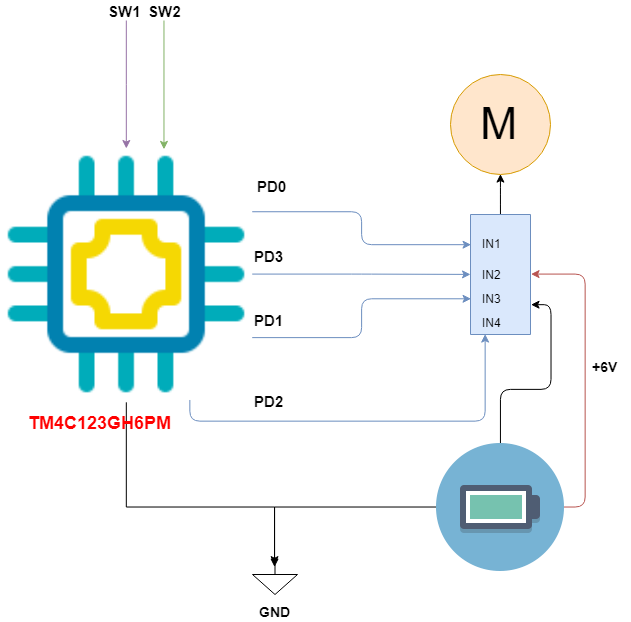 SW1 SW2
M
PD0
IN1
PD3
IN2
PD1
IN3
IN4
+6V
PD2
TM4C123GH6PM
GND